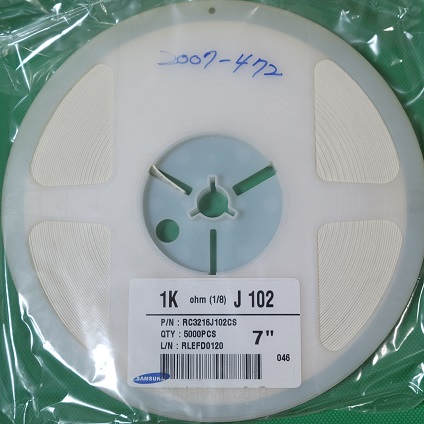 2007-472
1K ohm (1/8) J 102
P/N : RC3216J102CS
QTY : 5000PCS
L/N : RLEFD0120
7"
046
SAMSUNG